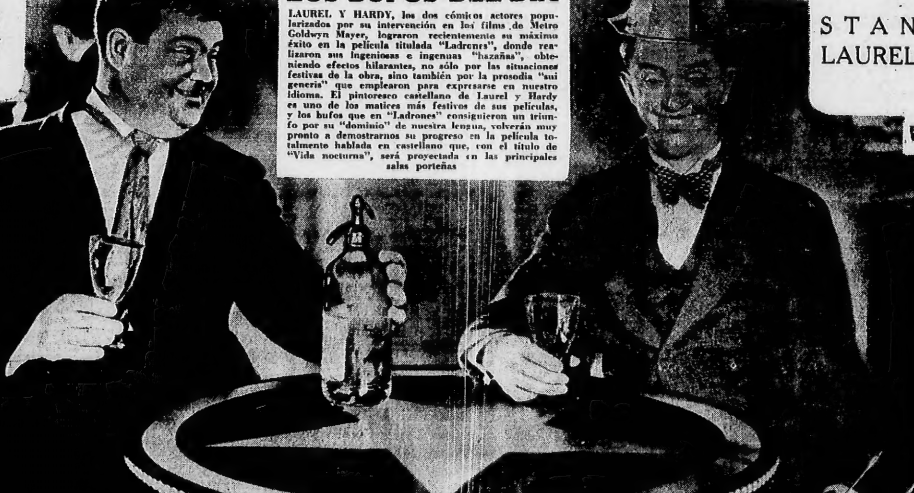 LAUREL Y HARDY, los dos cómicos actores popu-
larizados por su intervención en los films de Metro
Goldwyn Mayer, lograron recientemente su máximo
éxito en la película titulada "Ladrones", donde rea-
lizaron sus ingeniosas e ingenuas "hazañas", obte-
niendo efectos hilarantes, no sólo por las situaciones
festivas de la obra, sino también por la prosodia "sui
generis" que emplearon para expresarse en nuestro
idioma. El pintoresco castellano de Laurel y Hardy
es uno de los matices más festivos de sus películas,
y los bufos que en "Ladrones" consiguieron un triun-
fo por su "dominio" de nuestra lengua, volverán muy
pronto a demostrarnos su progreso en la película to-
talmente hablada en castellano que, con el título de
"Vida nocturna", será proyectada en las principales
salas porteñas
STAN
LAUREL